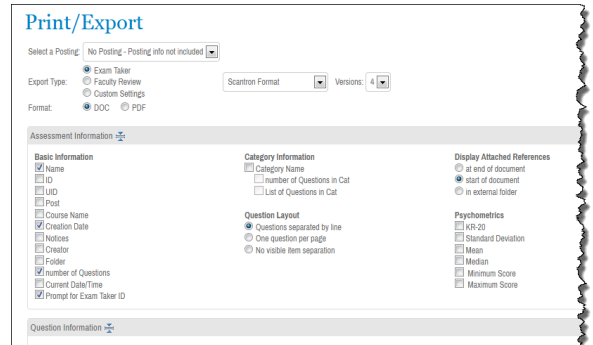 Print/Export
Select a Posting: No Posting - Posting info not included
Exam Taker
Export Type: Faculty Review Scantron Format Versions: 4
Custom Settings
Format: DOC PDF
Assessment Information
Basic Information Category Information Display Attached References
Name Category Name at end of document
ID number of Questions in Cat start of document
UID List of Questions in Cat in external folder
Post
Course Name Question Layout Psychometrics
Creation Date Questions separated by line KR-20
Notices One question per page Standard Deviation
Creator No visible item separation Mean
Folder Median
number of Questions Minimum Score
Current Date/Time Maximum Score
Prompt for Exam Taker ID
Question Information